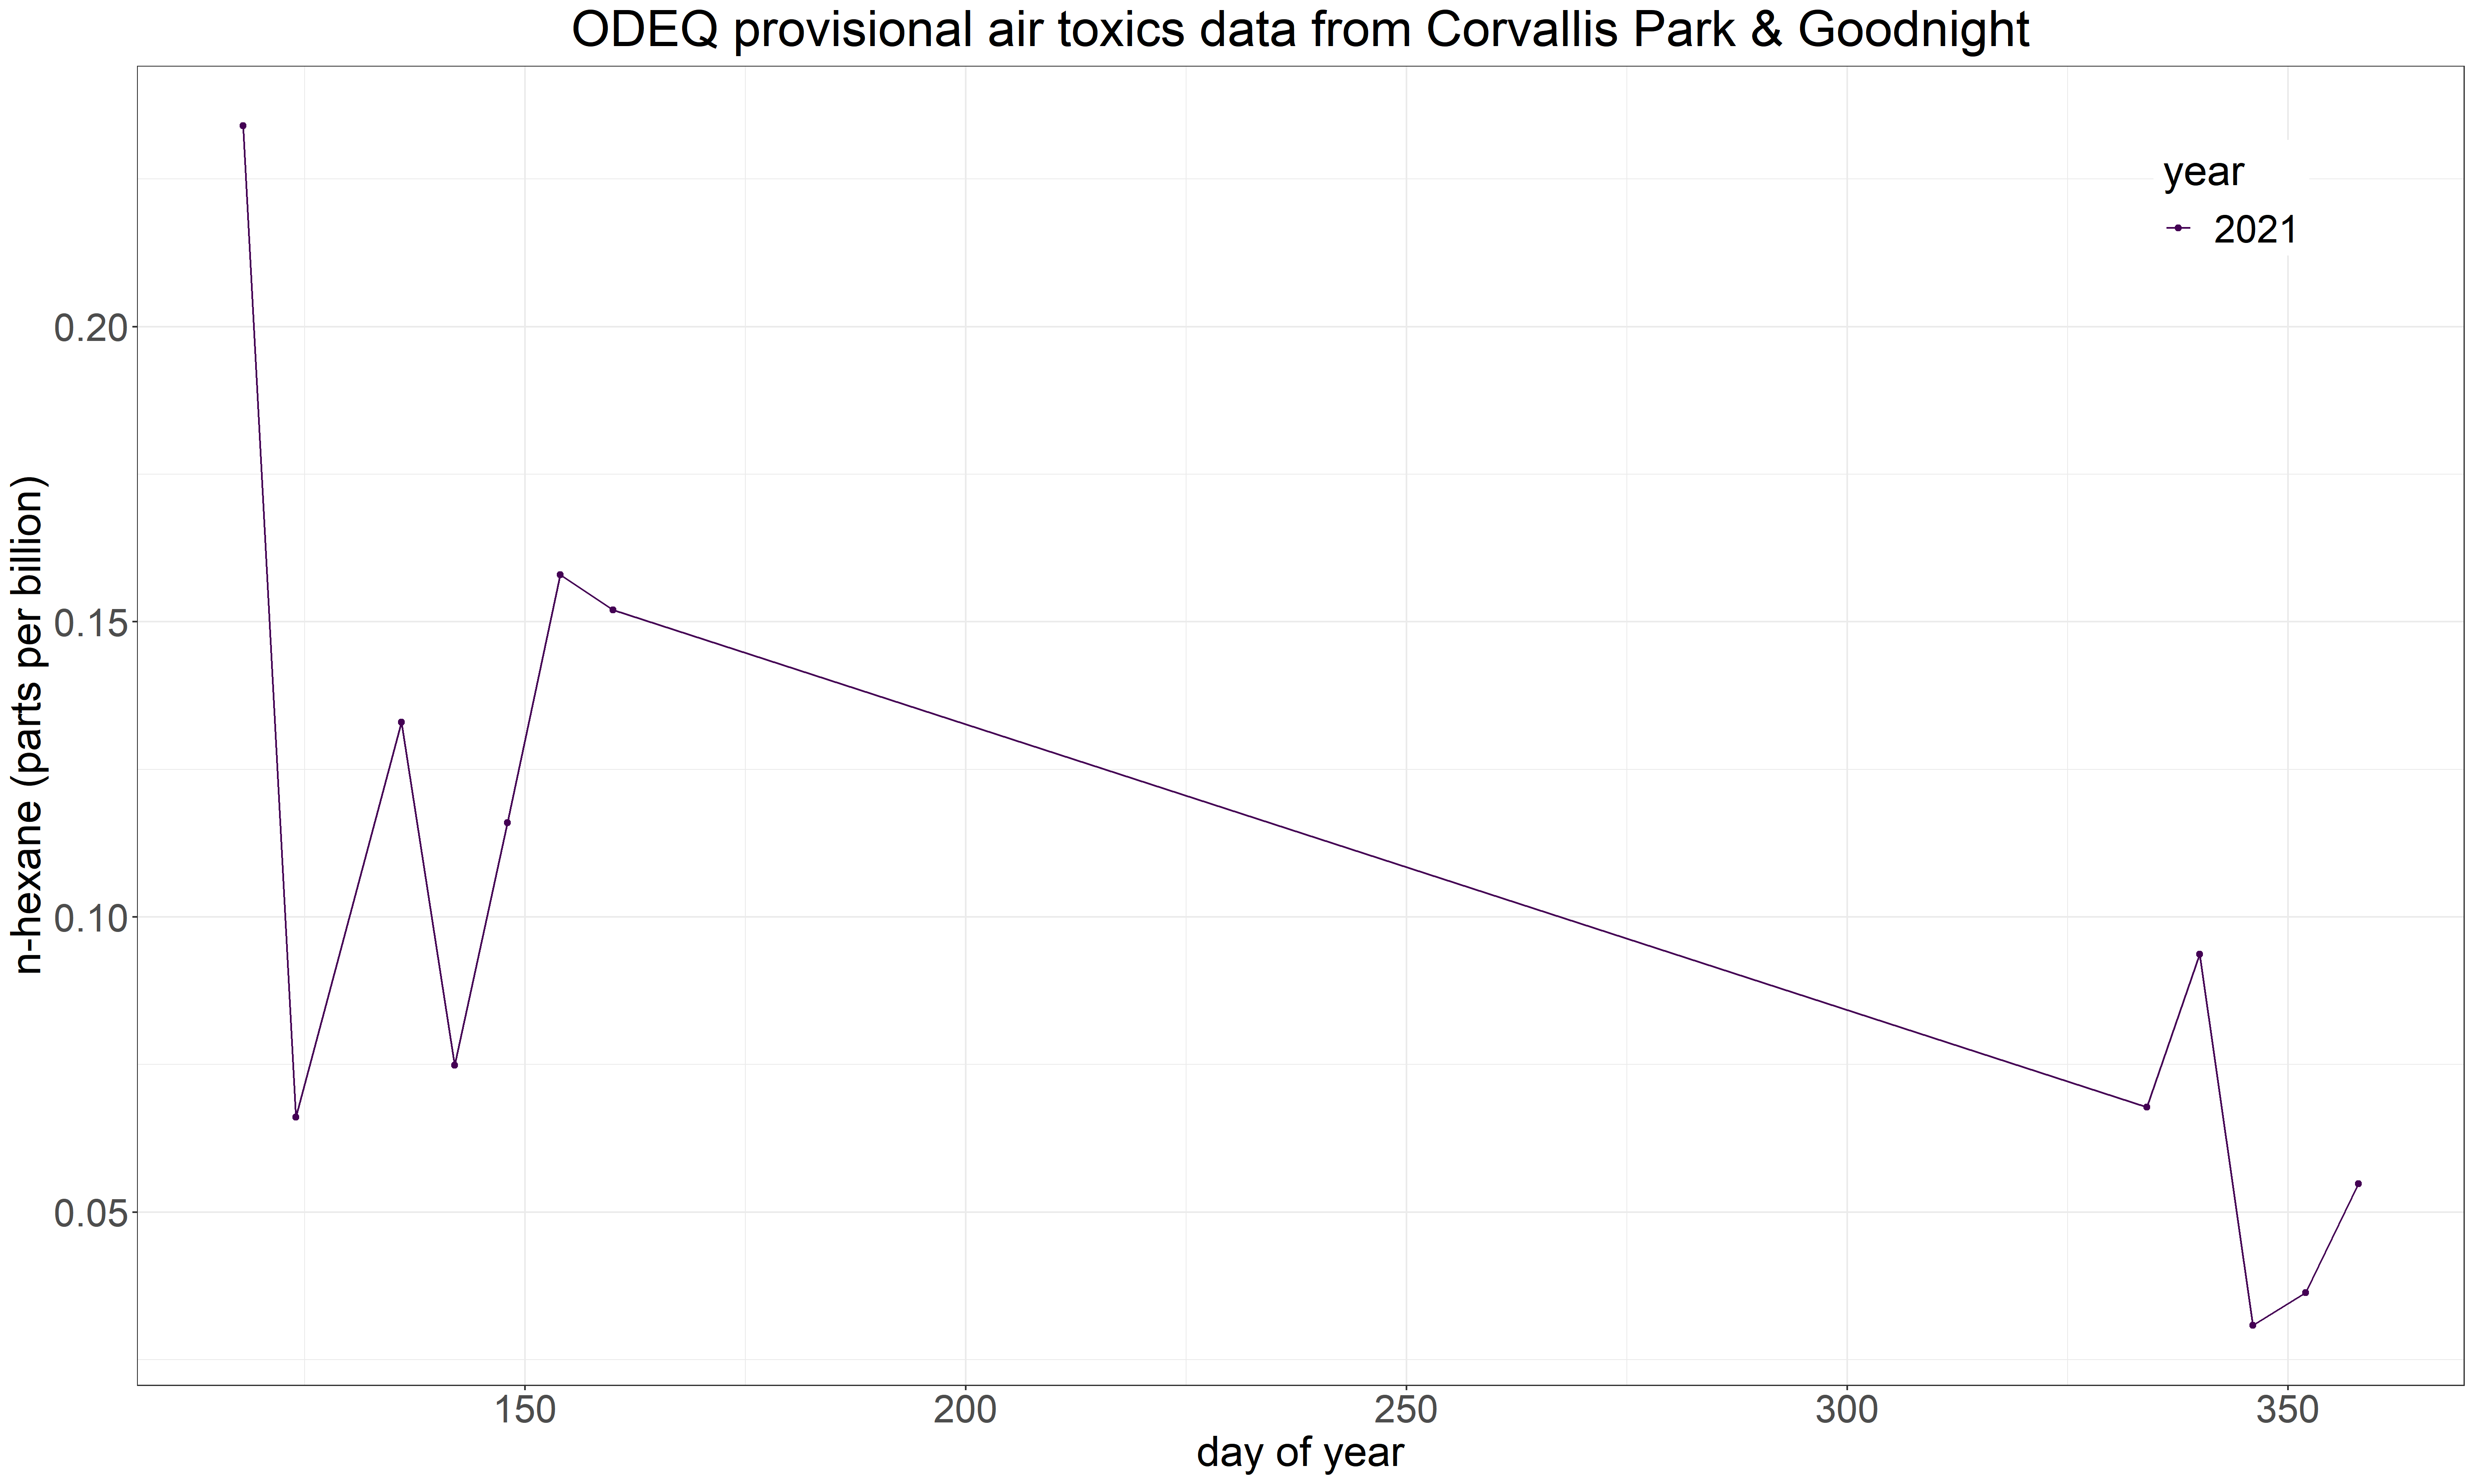 ODEQ provisional air toxics data from Corvallis Park & Goodnight
year
2021
n-hexane (parts per billion)
0.20
0.15
0.10
0.05
150 200 250 300 350
day of year